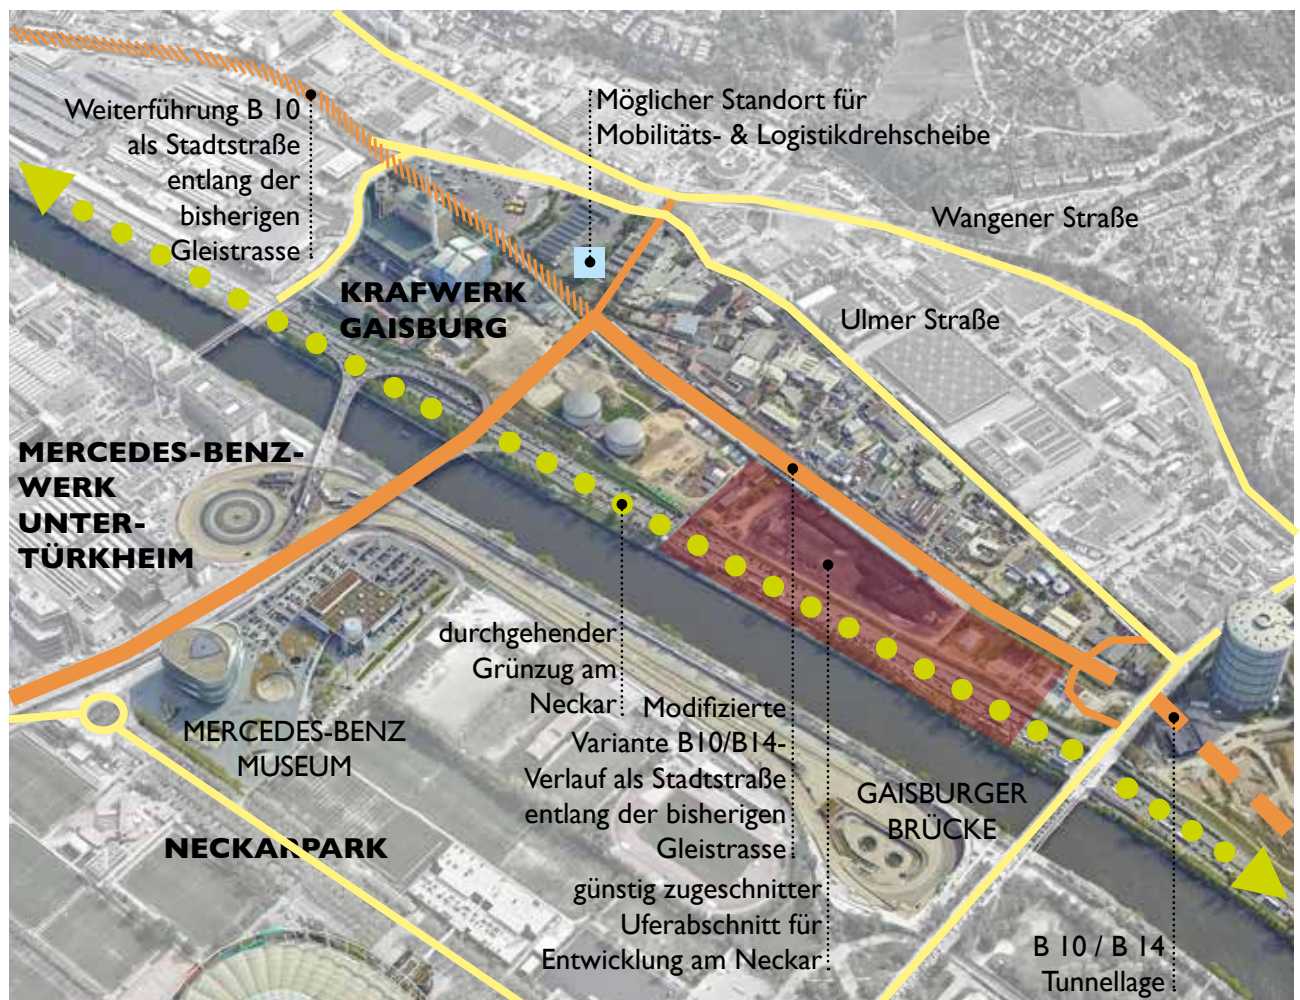 Weiterführung B 10
als Stadtstraße
entlang der
bisherigen
Gleistrasse
Möglicher Standort für
Mobilitäts- & Logistikdrehscheibe
Wangener Straße
Ulmer Straße
KRAFWERK
GAISBURG
MERCEDES-BENZ-
WERK
UNTER-
TÜRKHEIM
durchgehender
Grünzug am
Neckar
Modifizierte
Variante B10/B14-
Verlauf als Stadtstraße
entlang der bisherigen
Gleistrasse
MERCEDES-BENZ
MUSEUM
GAISBURGER
BRÜCKE
NECKARPARK
günstig zugeschnitter
Uferabschnitt für
Entwicklung am Neckar
B 10 / B 14
Tunnellage